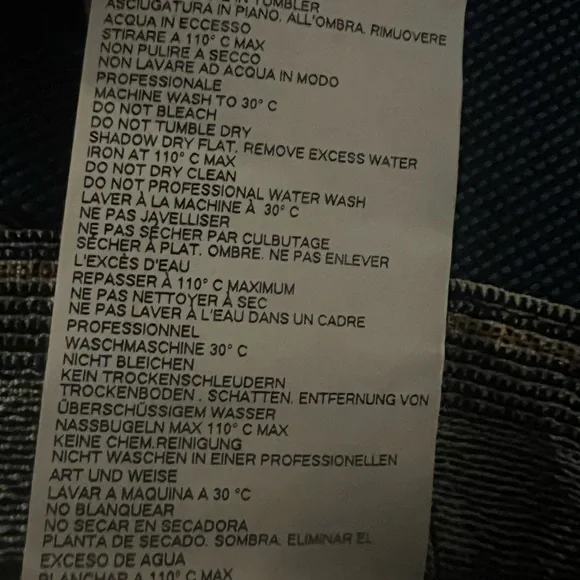 IN TUMBLER
ASCIUGATURA IN PIANO. ALL'OMBRA. RIMUOVERE
ACQUA IN ECCESSO
STIRARE A 110° C MAX
NON PULIRE A SECCO
NON LAVARE AD ACQUA IN MODO
PROFESSIONALE
MACHINE WASH TO 30° C
DO NOT BLEACH
DO NOT TUMBLE DRY
SHADOW DRY FLAT. REMOVE EXCESS WATER
IRON AT 110° C MAX
DO NOT DRY CLEAN
DO NOT PROFESSIONAL WATER WASH
LAVER À LA MACHINE À 30° C
NE PAS JAVELLISER
NE PAS SÉCHER PAR CULBUTAGE
SÉCHER À PLAT. OMBRE. NE PAS ENLEVER
L'EXCÈS D'EAU
REPASSER À 110° C MAXIMUM
NE PAS NETTOYER À SEC
NE PAS LAVER À L'EAU DANS UN CADRE
PROFESSIONNEL
WASCHMASCHINE 30° C
NICHT BLEICHEN
KEIN TROCKENSCHLEUDERN
TROCKENBODEN . SCHATTEN. ENTFERNUNG VON
ÜBERSCHÜSSIGEM WASSER
NASSBUGELN MAX 110° C MAX
KEINE CHEM.REINIGUNG
NICHT WASCHEN IN EINER PROFESSIONELLEN
ART UND WEISE
LAVAR A MAQUINA A 30 °C
NO BLANQUEAR
NO SECAR EN SECADORA
PLANTA DE SECADO. SOMBRA. ELIMINAR EL
EXCESO DE AGUA
PLANCHAR A 110° C MAX